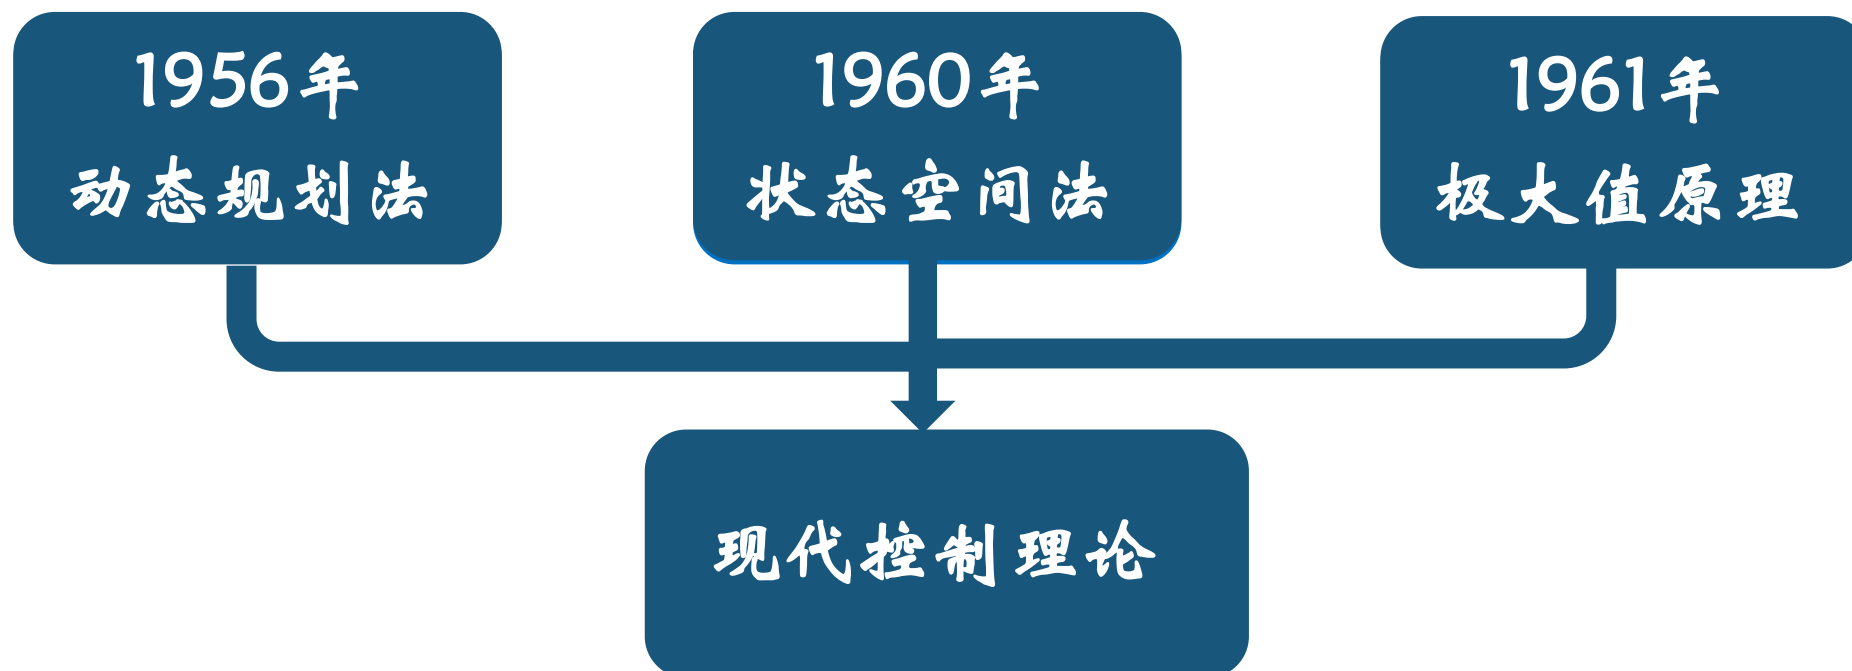 1956年
动态规划法
1960年
状态空间法
1961年
极大值原理
现代控制理论